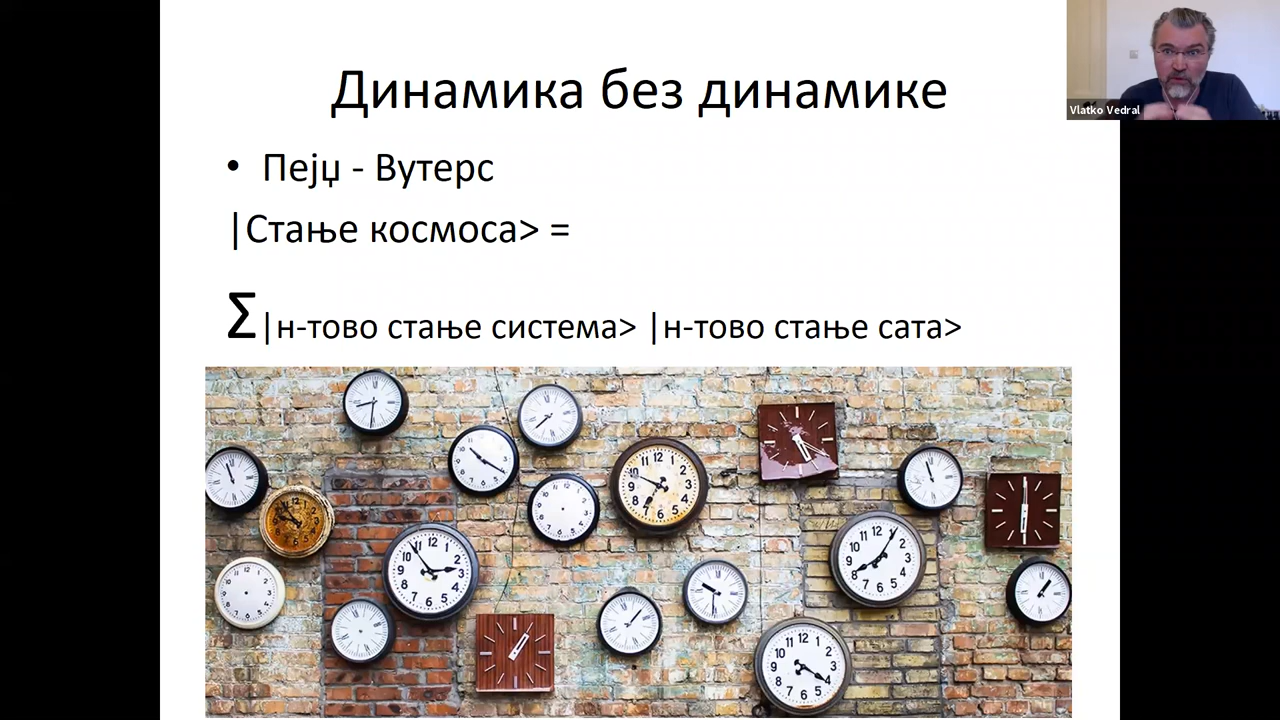 Динамика без динамике
Vlatko Vedral
• Пејџ - Вутерс
|Стање космоса> =
Σ|н-тово стање система> |н-тово стање сата>